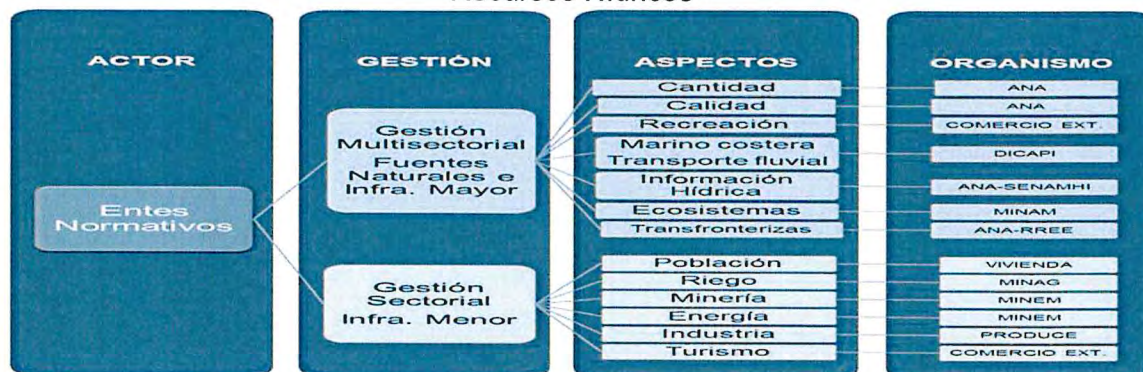 Recursos Hídricos
ACTOR
GESTIÓN
ASPECTOS
ORGANISMO
Entes
Normativos
Gestión
Multisectorial
Fuentes
Naturales e
Infra. Mayor
Gestión
Sectorial
Infra. Menor
Cantidad
Calidad
Recreación
Marino costera
Transporte fluvial
Información
Hídrica
Ecosistemas
Transfronterizas
Población
Riego
Minería
Energía
Industria
Turismo
ANA
ANA
COMERCIO EXT.
DICAPI
ANA-SENAMHI
MINAM
ANA-RREE
VIVIENDA
MINAG
MINEM
MINEM
PRODUCE
COMERCIO EXT.